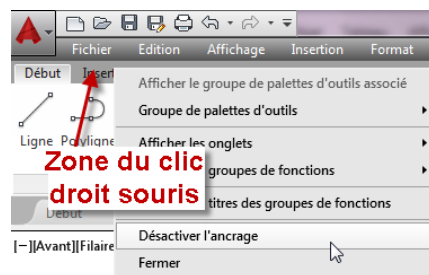 Fichier Edition Affichage Insertion Format
Début Insert
Afficher le groupe de palettes d'outils associé
Groupe de palettes d'outils
Ligne Polyligne
Afficher les onglets
Zone du clic
groupes de fonctions
droit souris
titres des groupes de fonctions
Début
Désactiver l'ancrage
[−][Avant][Filaire
Fermer